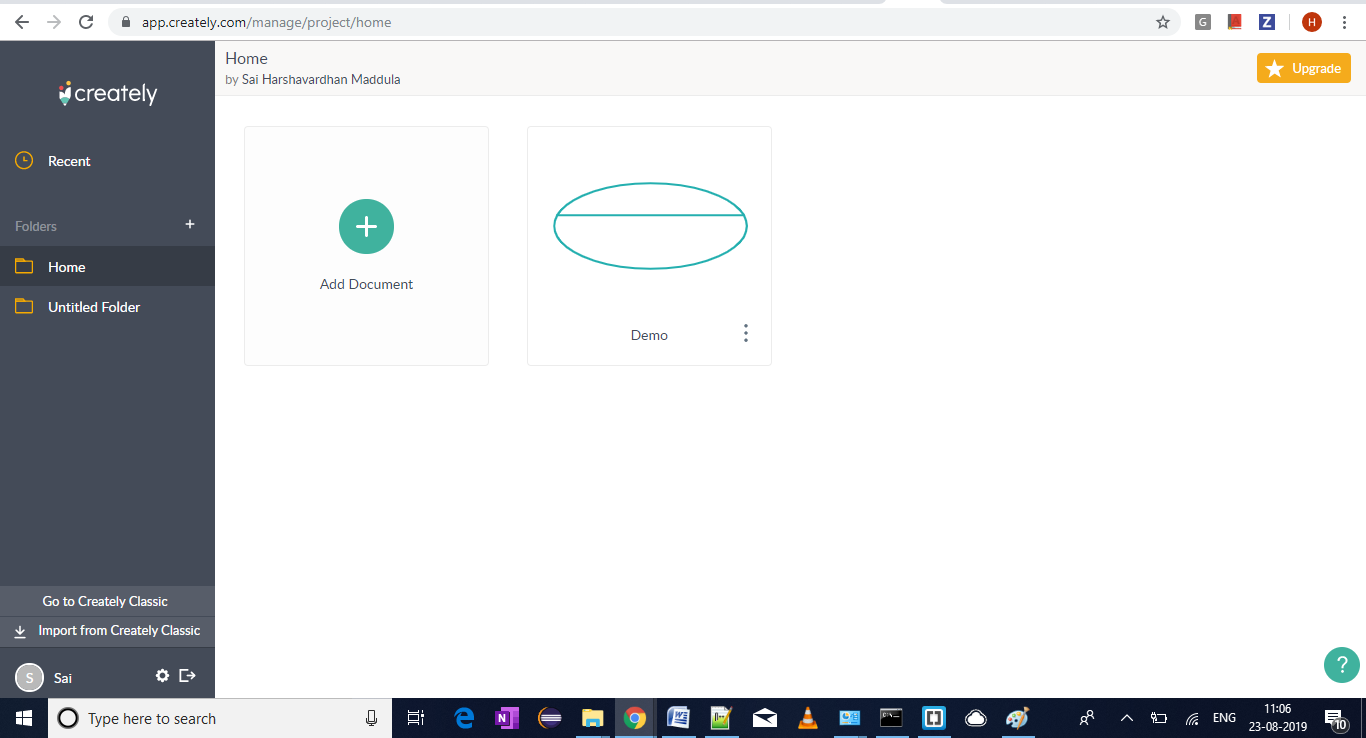 app.creately.com/manage/project/home
G
Z
H
creately
Home
by Sai Harshavardhan Maddula
Upgrade
Recent
Folders
+
Home
Untitled Folder
Add Document
Demo
Go to Creately Classic
Import from Creately Classic
S
Sai
?
Type here to search
N
ENG
11:06
23-08-2019
10